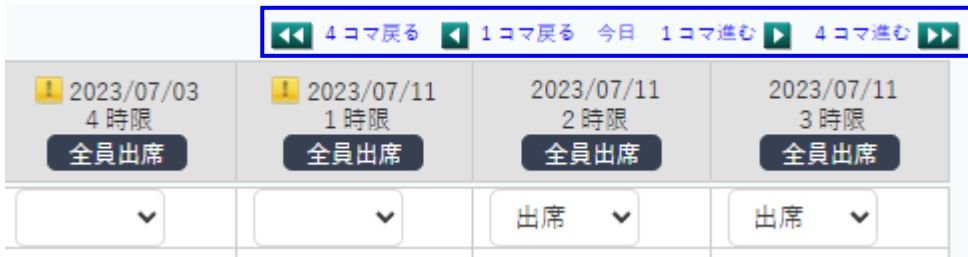 4コマ戻る 1コマ戻る 今日 1コマ進む 4コマ進む
2023/07/03 2023/07/11 2023/07/11 2023/07/11
4時限 1時限 2時限 3時限
全員出席 全員出席 全員出席 全員出席
出席 出席